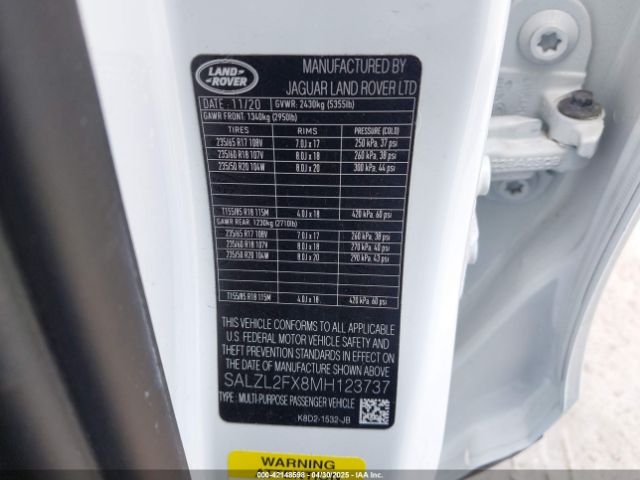 LAND
ROVER
MANUFACTURED BY
JAGUAR LAND ROVER LTD
DATE : 11/20 GVWR: 2430kg (5355lb)
GAWR FRONT: 1340kg (2950lb)
TIRES RIMS PRESSURE (COLD)
235/65 R17 108V 7.0J x 17 250 kPa, 37 psi
235/60 R18 107V 8.0J x 18 260 kPa, 38 psi
235/50 R20 104W 8.0J x 20 300 kPa, 44 psi
T155/85 R18 115M 4.0J x 18 420 kPa, 60 psi
GAWR REAR: 1230kg (2710lb)
235/65 R17 108V 7.0J x 17 260 kPa, 38 psi
235/60 R18 107V 8.0J x 18 270 kPa, 40 psi
235/50 R20 104W 8.0J x 20 290 kPa, 43 psi
T155/85 R18 115M 4.0J x 18 420 kPa, 60 psi
THIS VEHICLE CONFORMS TO ALL APPLICABLE
U.S. FEDERAL MOTOR VEHICLE SAFETY AND
THEFT PREVENTION STANDARDS IN EFFECT ON
THE DATE OF MANUFACTURE SHOWN ABOVE.
SALZL2FX8MH123737
TYPE : MULTI-PURPOSE PASSENGER VEHICLE
K8D2-1532-JB
WARNING
000-42148598 - 04/30/2025 - IAAI.COM